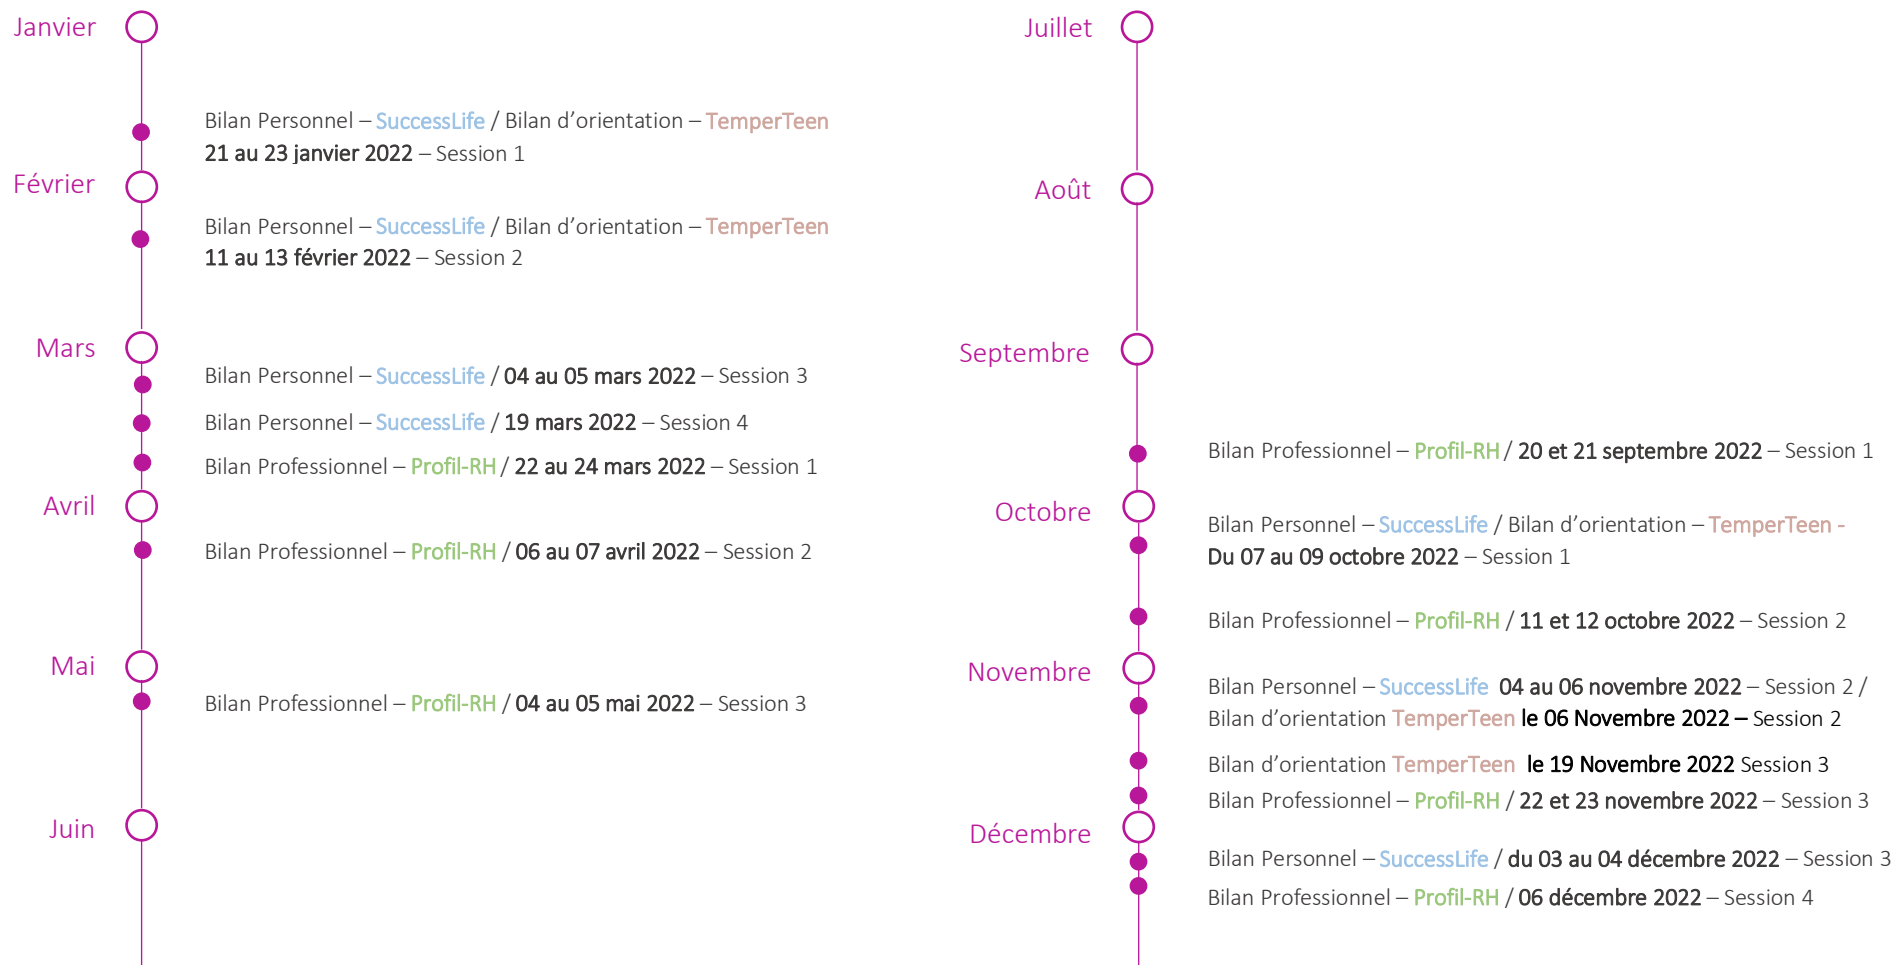 Janvier
Bilan Personnel – SuccessLife / Bilan d’orientation – TemperTeen
21 au 23 janvier 2022 – Session 1
Février
Bilan Personnel – SuccessLife / Bilan d’orientation – TemperTeen
11 au 13 février 2022 – Session 2
Mars
Bilan Personnel – SuccessLife / 04 au 05 mars 2022 – Session 3
Bilan Personnel – SuccessLife / 19 mars 2022 – Session 4
Bilan Professionnel – Profil-RH / 22 au 24 mars 2022 – Session 1
Avril
Bilan Professionnel – Profil-RH / 06 au 07 avril 2022 – Session 2
Mai
Bilan Professionnel – Profil-RH / 04 au 05 mai 2022 – Session 3
Juin
Juillet
Août
Septembre
Bilan Professionnel – Profil-RH / 20 et 21 septembre 2022 – Session 1
Octobre
Bilan Personnel – SuccessLife / Bilan d’orientation – TemperTeen -
Du 07 au 09 octobre 2022 – Session 1
Bilan Professionnel – Profil-RH / 11 et 12 octobre 2022 – Session 2
Novembre
Bilan Personnel – SuccessLife 04 au 06 novembre 2022 – Session 2 /
Bilan d’orientation TemperTeen le 06 Novembre 2022 – Session 2
Bilan d’orientation TemperTeen le 19 Novembre 2022 Session 3
Bilan Professionnel – Profil-RH / 22 et 23 novembre 2022 – Session 3
Décembre
Bilan Personnel – SuccessLife / du 03 au 04 décembre 2022 – Session 3
Bilan Professionnel – Profil-RH / 06 décembre 2022 – Session 4